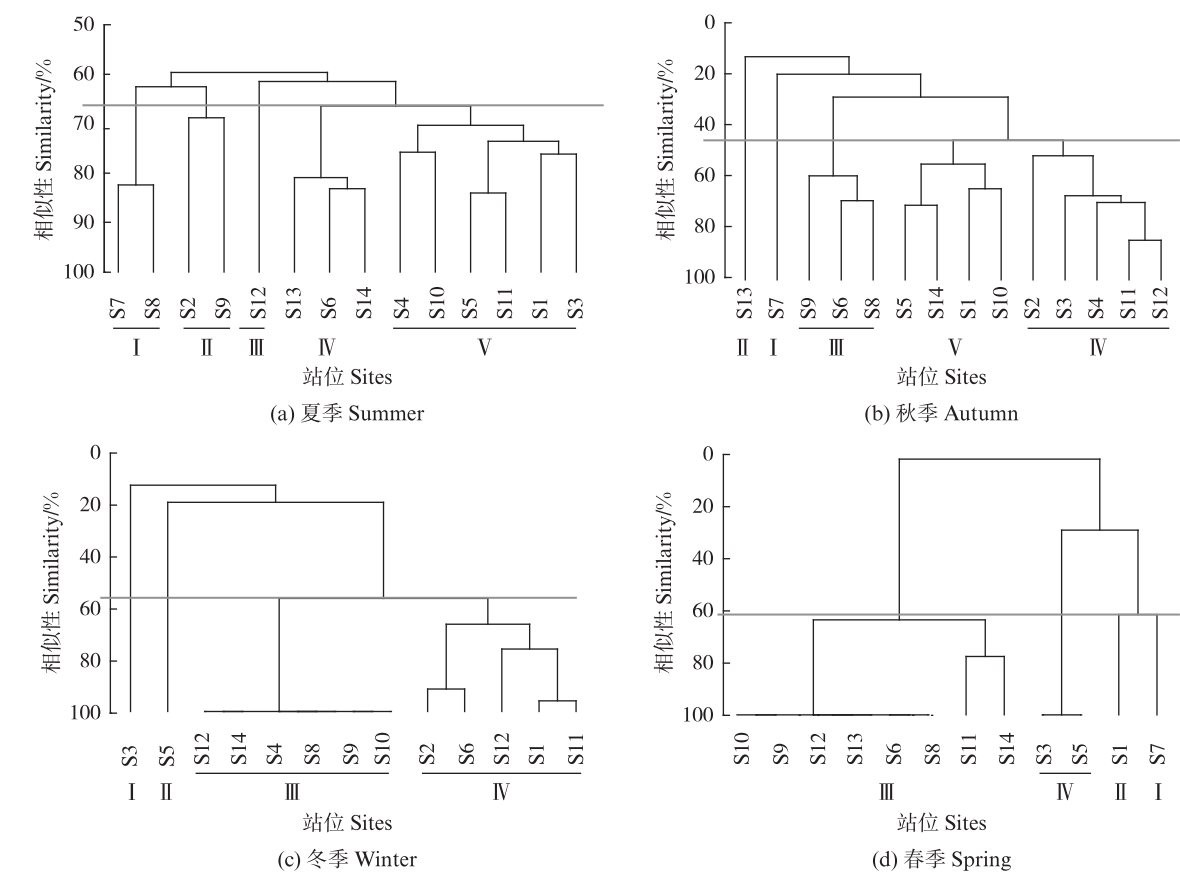 50
60
70
80
90
100
相似性 Similarity/%
S7 S8 S2 S9 S12 S13 S6 S14 S4 S10 S5 S11 S1 S3
Ⅰ Ⅱ Ⅲ Ⅳ Ⅴ
站位 Sites
(a) 夏季 Summer
0
20
40
60
80
100
相似性 Similarity/%
S13 S7 S9 S6 S8 S5 S14 S1 S10 S2 S3 S4 S11 S12
Ⅱ Ⅰ Ⅲ Ⅴ Ⅳ
站位 Sites
(b) 秋季 Autumn
0
20
40
60
80
100
相似性 Similarity/%
S3 S5 S12 S14 S4 S8 S9 S10 S2 S6 S12 S1 S11
Ⅰ Ⅱ Ⅲ Ⅳ
站位 Sites
(c) 冬季 Winter
0
20
40
60
80
100
相似性 Similarity/%
S10 S9 S12 S13 S6 S8 S11 S14 S3 S5 S1 S7
Ⅲ Ⅳ Ⅱ Ⅰ
站位 Sites
(d) 春季 Spring